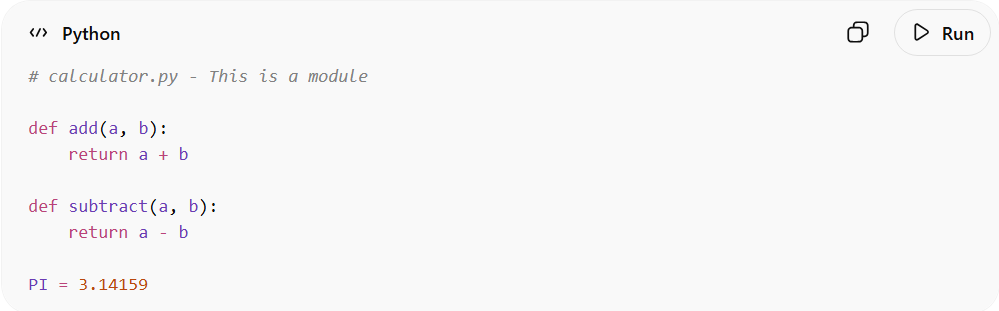 Python
Run
# calculator.py - This is a module
def add(a, b):
    return a + b
def subtract(a, b):
    return a - b
PI = 3.14159